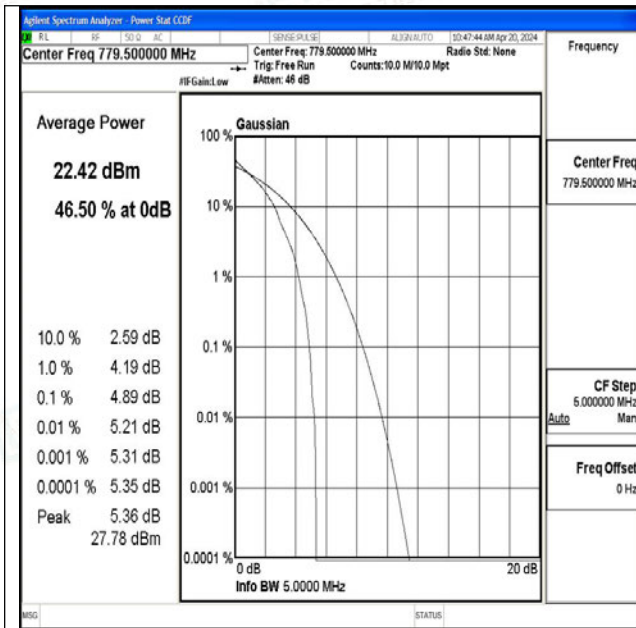 Agilent Spectrum Analyzer - Power Stat CCDF
RL RF 50 Ω AC SENSE:PULSE ALIGNAUTO 10:47:44 AM Apr 20, 2024
Center Freq 779.500000 MHz
Center Freq: 779.500000 MHz
Radio Std: None
Trig: Free Run
Counts:10.0 M/10.0 Mpt
#IFGain:Low
#Atten: 46 dB
Frequency
Average Power
22.42 dBm
46.50 % at 0dB
10.0 % 2.59 dB
1.0 % 4.19 dB
0.1 % 4.89 dB
0.01 % 5.21 dB
0.001 % 5.31 dB
0.0001 % 5.35 dB
Peak 5.36 dB
27.78 dBm
Gaussian
100 %
10 %
1 %
0.1 %
0.01 %
0.001 %
0.0001 %
0 dB
20 dB
Info BW 5.0000 MHz
Center Freq
779.500000 MHz
CF Step
5.000000 MHz
Auto Man
Freq Offset
0 Hz
MSG
STATUS